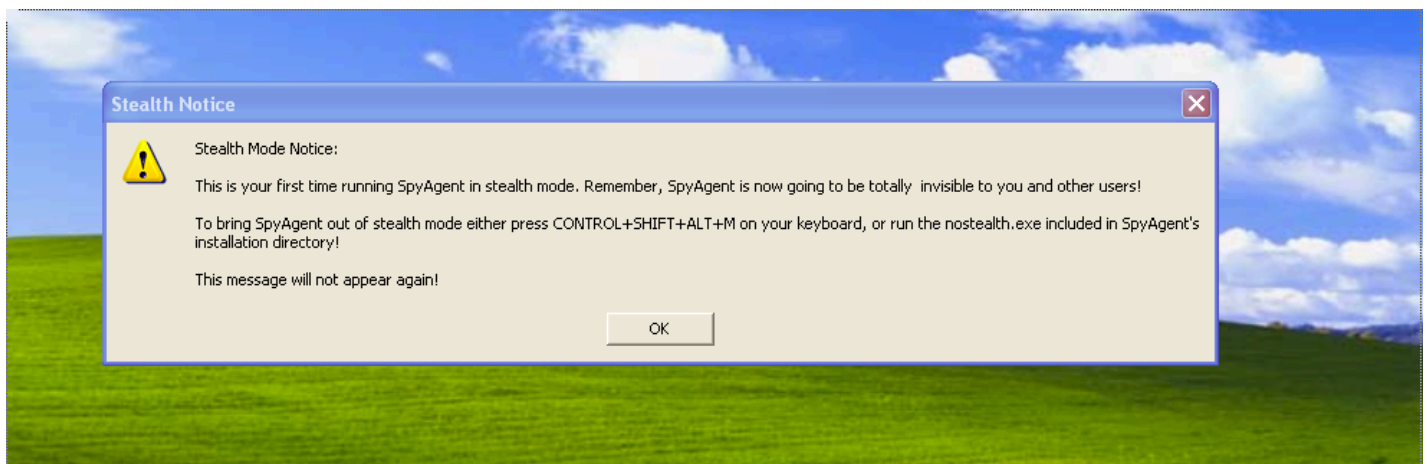 Stealth Notice
Stealth Mode Notice:
This is your first time running SpyAgent in stealth mode. Remember, SpyAgent is now going to be totally  invisible to you and other users!
To bring SpyAgent out of stealth mode either press CONTROL+SHIFT+ALT+M on your keyboard, or run the nostealth.exe included in SpyAgent's
installation directory!
This message will not appear again!
OK